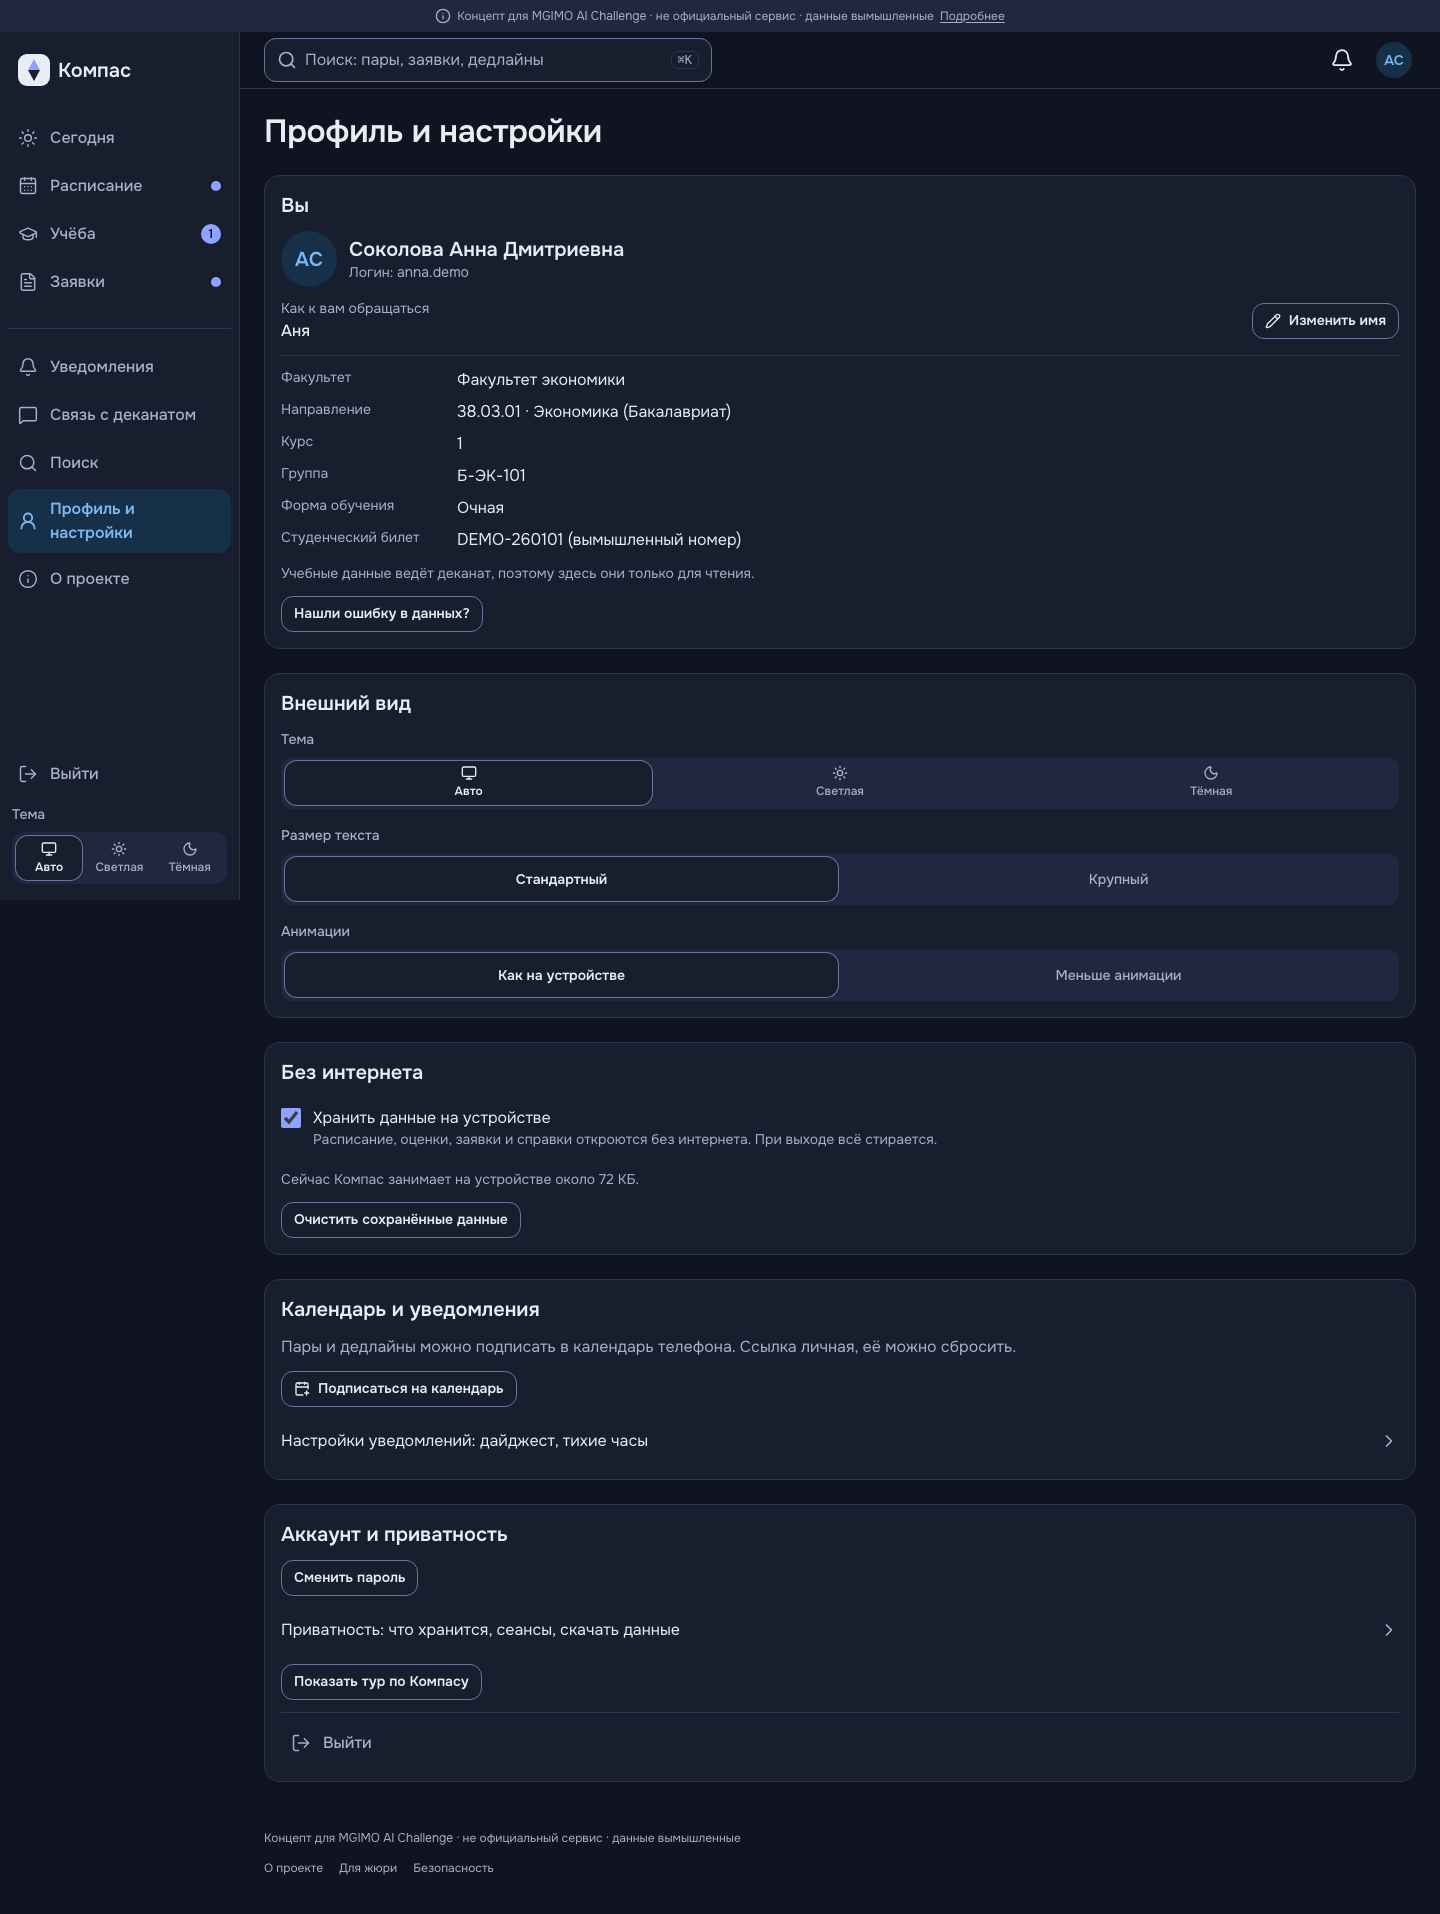 Концепт для MGIMO AI Challenge · не официальный сервис · данные вымышленные Подробнее
Компас
Поиск: пары, заявки, дедлайны ⌘K
АС
Сегодня
Расписание
Учёба 1
Заявки
Уведомления
Связь с деканатом
Поиск
Профиль и
настройки
О проекте
Выйти
Тема
Авто Светлая Тёмная
Профиль и настройки
Вы
АС
Соколова Анна Дмитриевна
Логин: anna.demo
Как к вам обращаться
Аня
Изменить имя
Факультет Факультет экономики
Направление 38.03.01 · Экономика (Бакалавриат)
Курс 1
Группа Б-ЭК-101
Форма обучения Очная
Студенческий билет DEMO-260101 (вымышленный номер)
Учебные данные ведёт деканат, поэтому здесь они только для чтения.
Нашли ошибку в данных?
Внешний вид
Тема
Авто Светлая Тёмная
Размер текста
Стандартный Крупный
Анимации
Как на устройстве Меньше анимации
Без интернета
Хранить данные на устройстве
Расписание, оценки, заявки и справки откроются без интернета. При выходе всё стирается.
Сейчас Компас занимает на устройстве около 72 КБ.
Очистить сохранённые данные
Календарь и уведомления
Пары и дедлайны можно подписать в календарь телефона. Ссылка личная, её можно сбросить.
Подписаться на календарь
Настройки уведомлений: дайджест, тихие часы
Аккаунт и приватность
Сменить пароль
Приватность: что хранится, сеансы, скачать данные
Показать тур по Компасу
Выйти
Концепт для MGIMO AI Challenge · не официальный сервис · данные вымышленные
О проекте Для жюри Безопасность